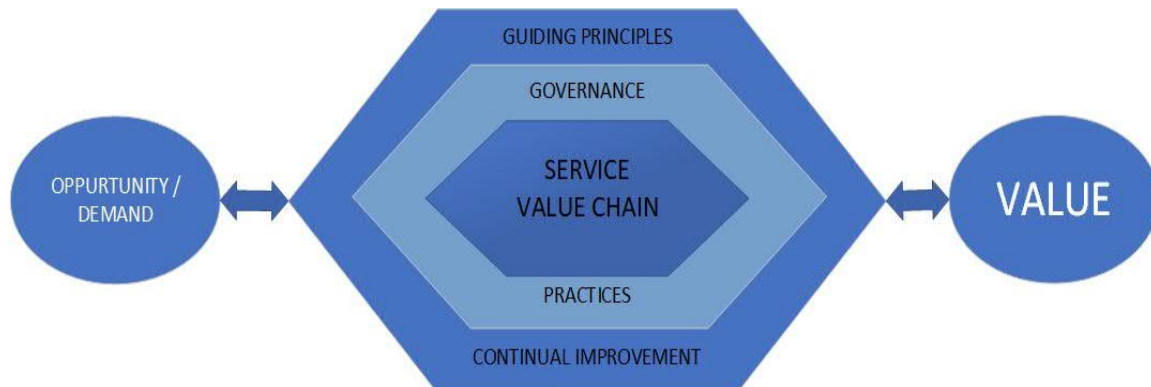 GUIDING PRINCIPLES
GOVERNANCE
OPPURTUNITY /
DEMAND
SERVICE
VALUE CHAIN
VALUE
PRACTICES
CONTINUAL IMPROVEMENT